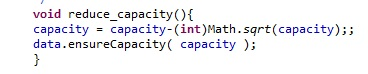 void reduce_capacity(){
capacity = capacity-(int)Math.sqrt(capacity);;
data.ensureCapacity( capacity );
}